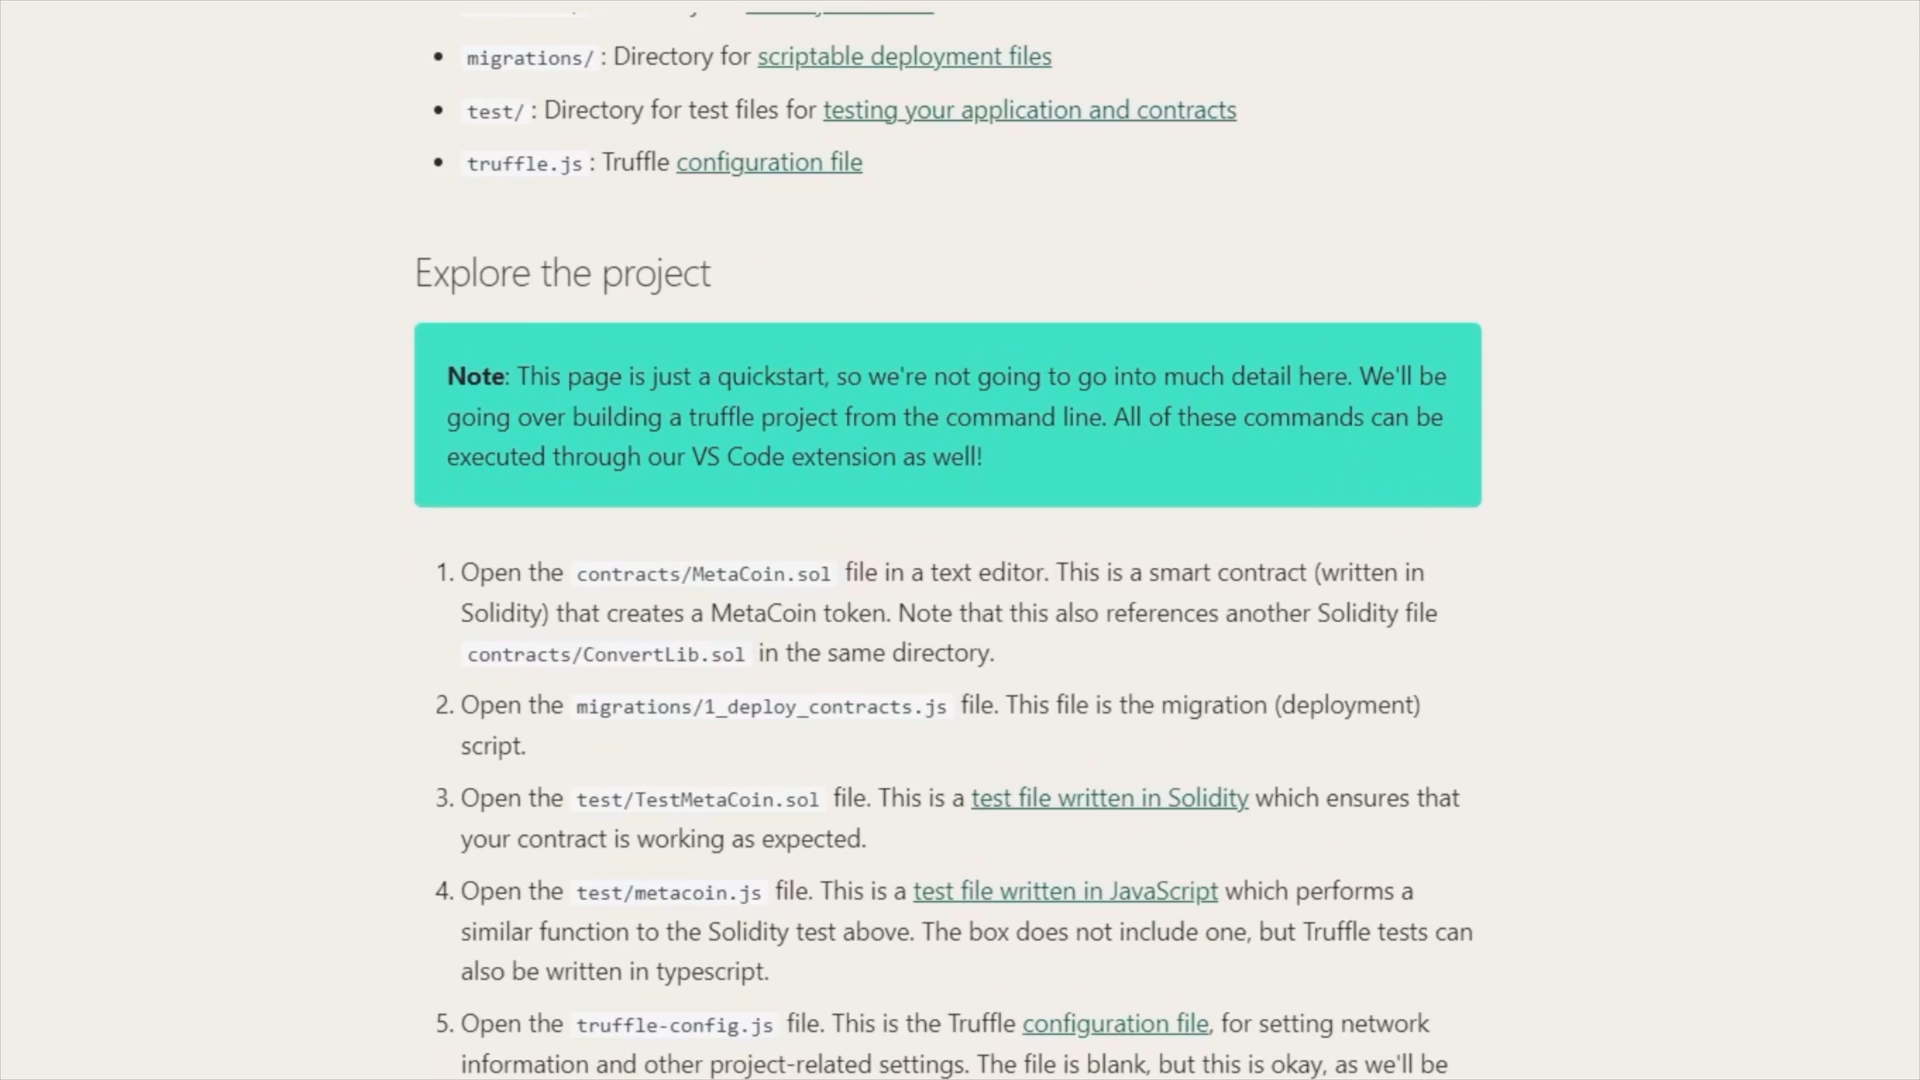 migrations/ : Directory for scriptable deployment files
test/ : Directory for test files for testing your application and contracts
truffle.js : Truffle configuration file
Explore the project
Note: This page is just a quickstart, so we're not going to go into much detail here. We'll be
going over building a truffle project from the command line. All of these commands can be
executed through our VS Code extension as well!
1. Open the contracts/MetaCoin.sol file in a text editor. This is a smart contract (written in
Solidity) that creates a MetaCoin token. Note that this also references another Solidity file
contracts/ConvertLib.sol in the same directory.
2. Open the migrations/1_deploy_contracts.js file. This file is the migration (deployment)
script.
3. Open the test/TestMetaCoin.sol file. This is a test file written in Solidity which ensures that
your contract is working as expected.
4. Open the test/metacoin.js file. This is a test file written in JavaScript which performs a
similar function to the Solidity test above. The box does not include one, but Truffle tests can
also be written in typescript.
5. Open the truffle-config.js file. This is the Truffle configuration file, for setting network
information and other project-related settings. The file is blank, but this is okay, as we'll be